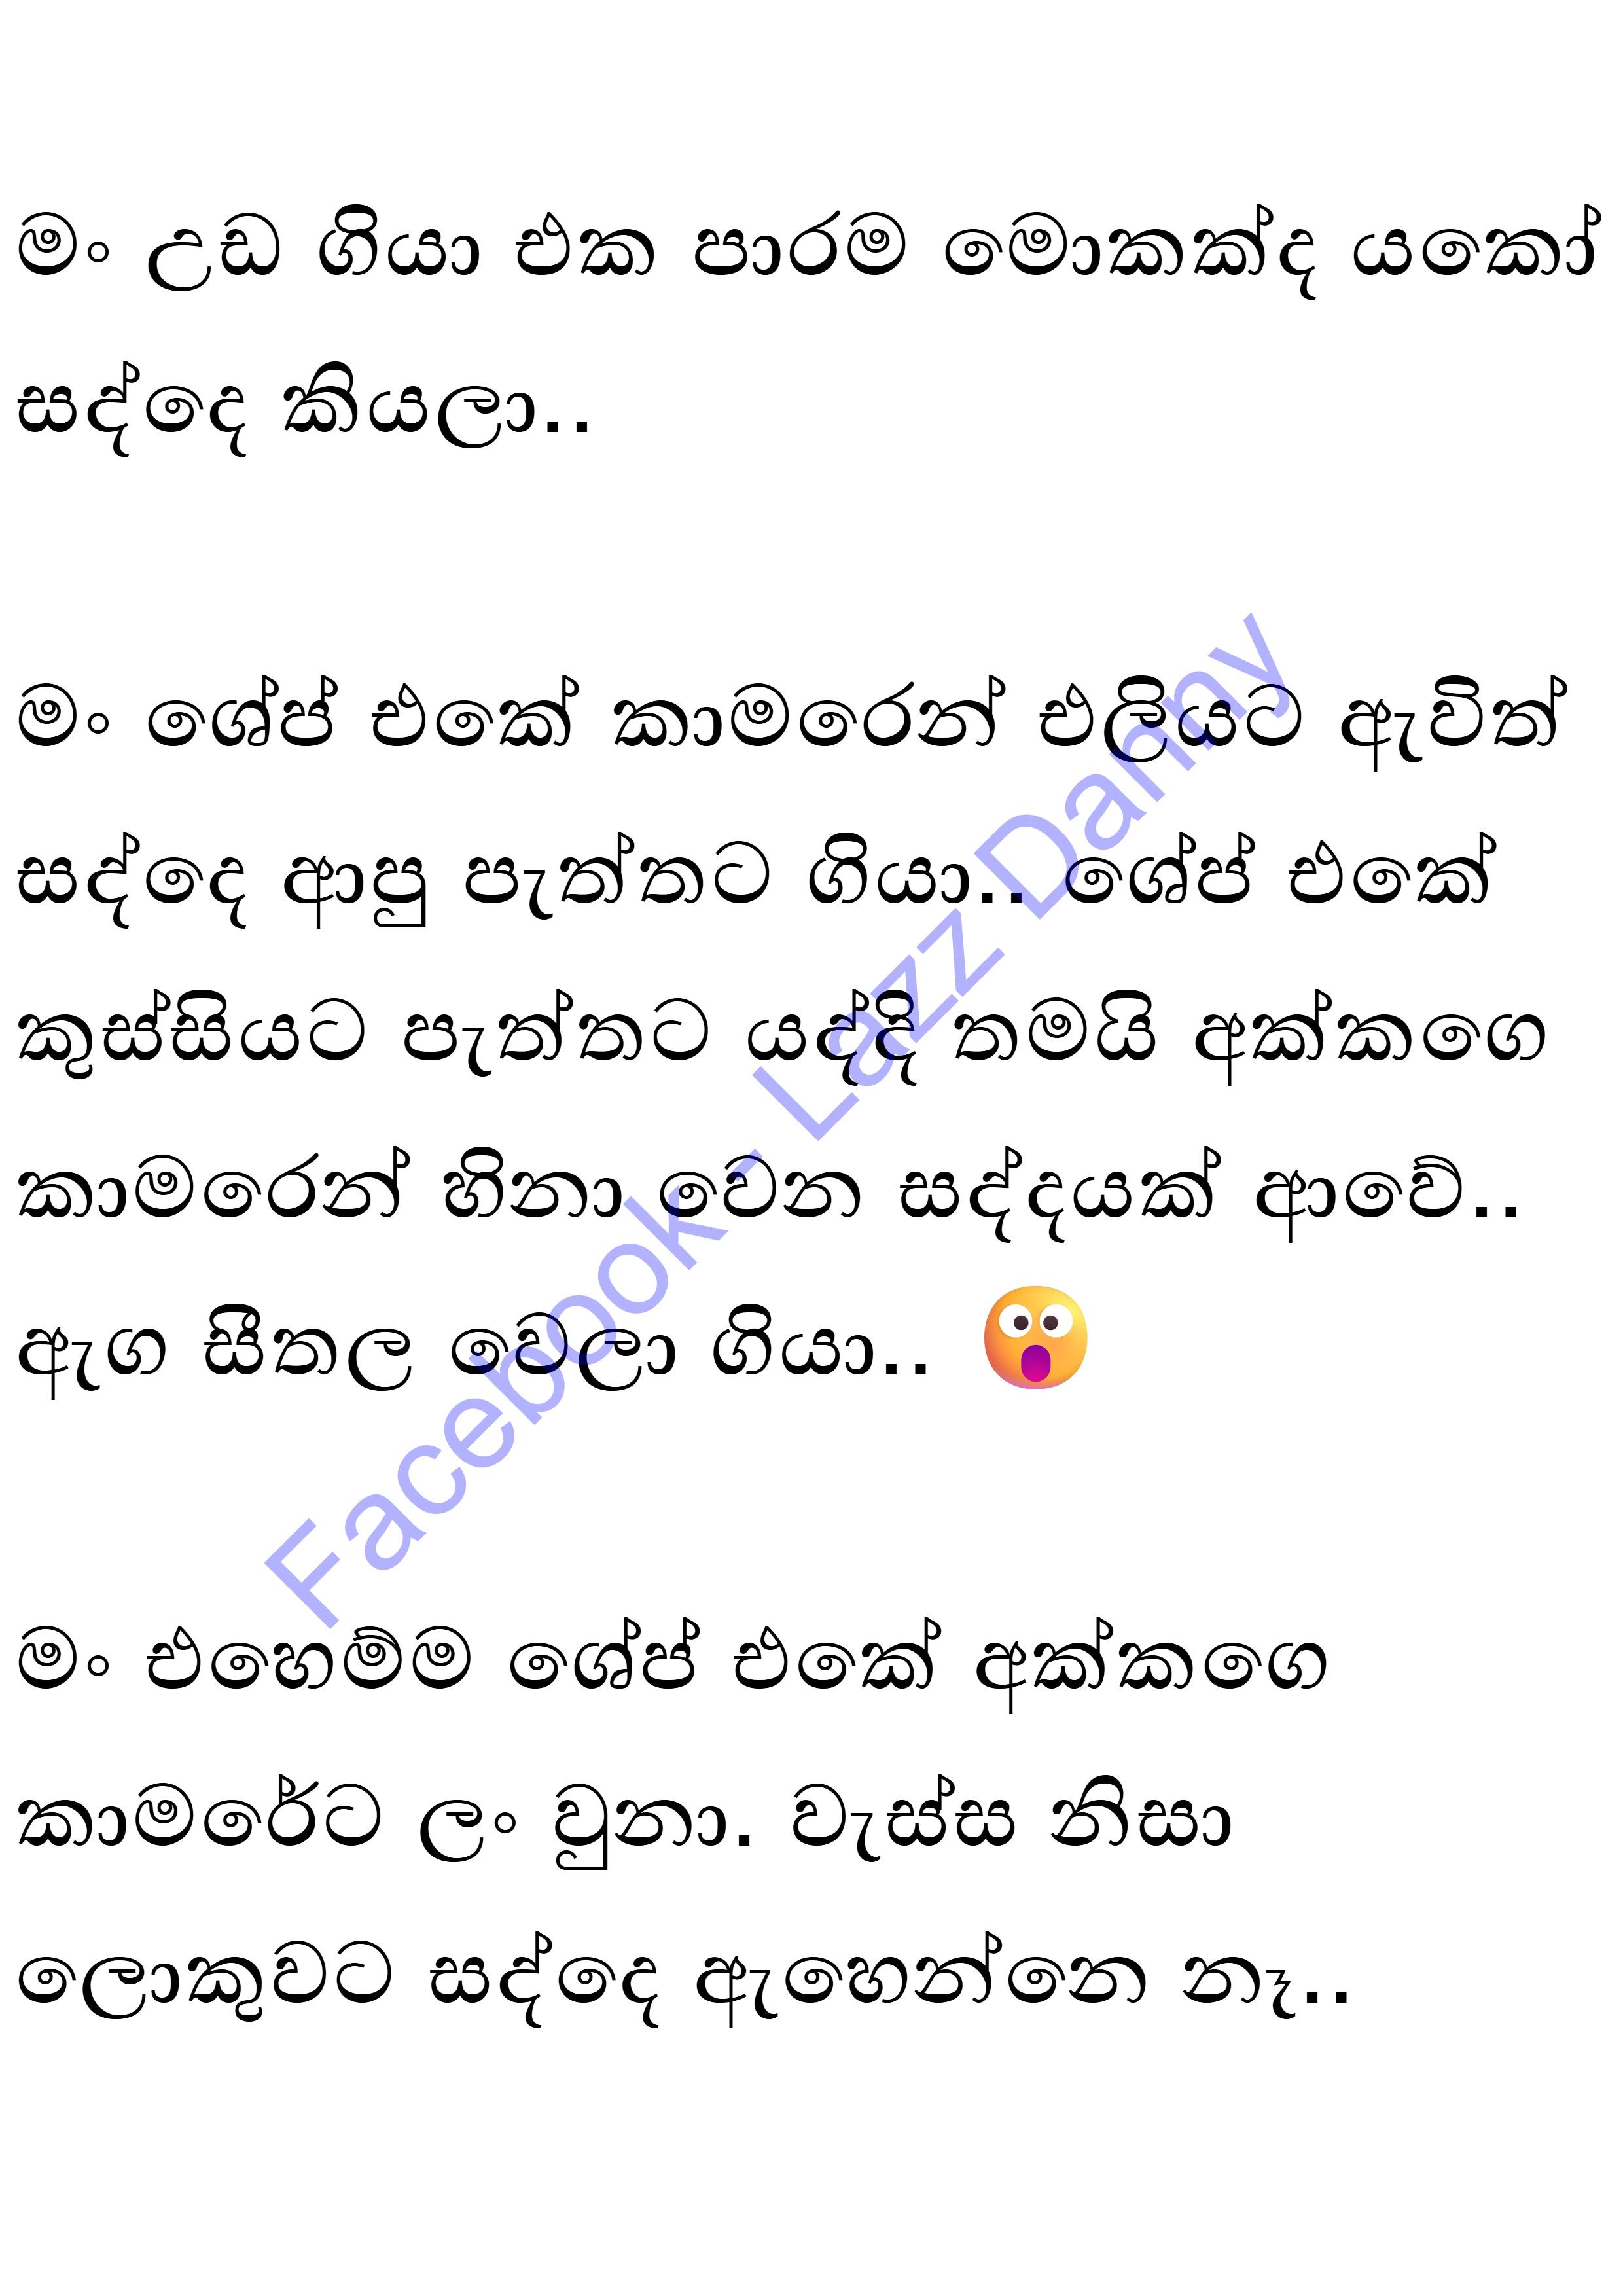 මං උඩ ගියා එක පාරම මොකක්ද යකෝ
සද්දෙ කියලා..
මං ශේප් එකේ කාමරෙන් එලියට ඇවිත්
සද්දෙ ආපු පැත්තට ගියා.. ශේප් එකේ
කුස්සියට පැත්තට යද්දි තමයි අක්කගෙ
කාමරෙන් හිනා වෙන සද්දයක් ආවේ..
ඇග සීතල වෙලා ගියා.. 😲
මං එහෙම්ම ශේප් එකේ අක්කගෙ
කාමරේට ලං වුනා. වැස්ස නිසා
ලොකුවට සද්දෙ ඇහෙන්නෙ නෑ..
Facebook - Lazz Danny